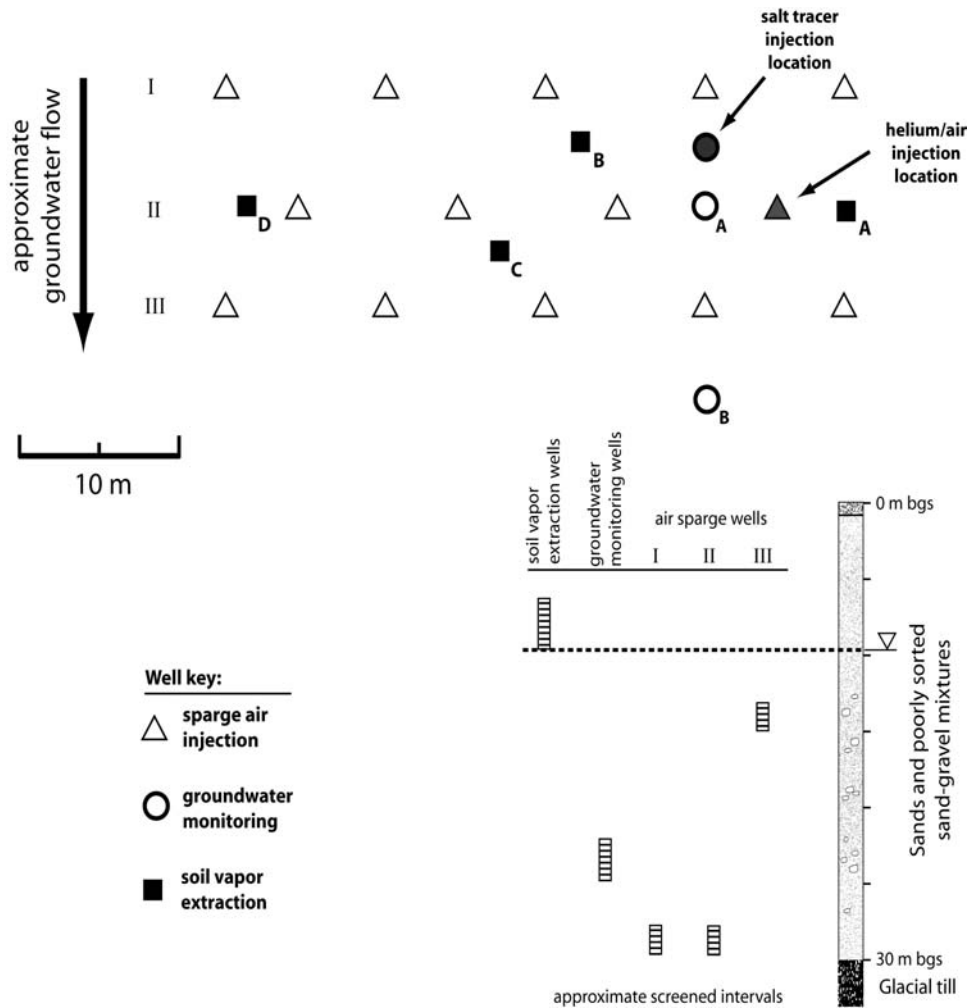 salt tracer
injection
location
helium/air
injection
location
approximate
groundwater flow
I
II
III
B
A
A
D
C
B
10 m
soil vapor
extraction wells
groundwater
monitoring wells
air sparge wells
I
II
III
0 m bgs
Sands and poorly sorted
sand-gravel mixtures
30 m bgs
Glacial till
approximate screened intervals
Well key:
sparge air
injection
groundwater
monitoring
soil vapor
extraction